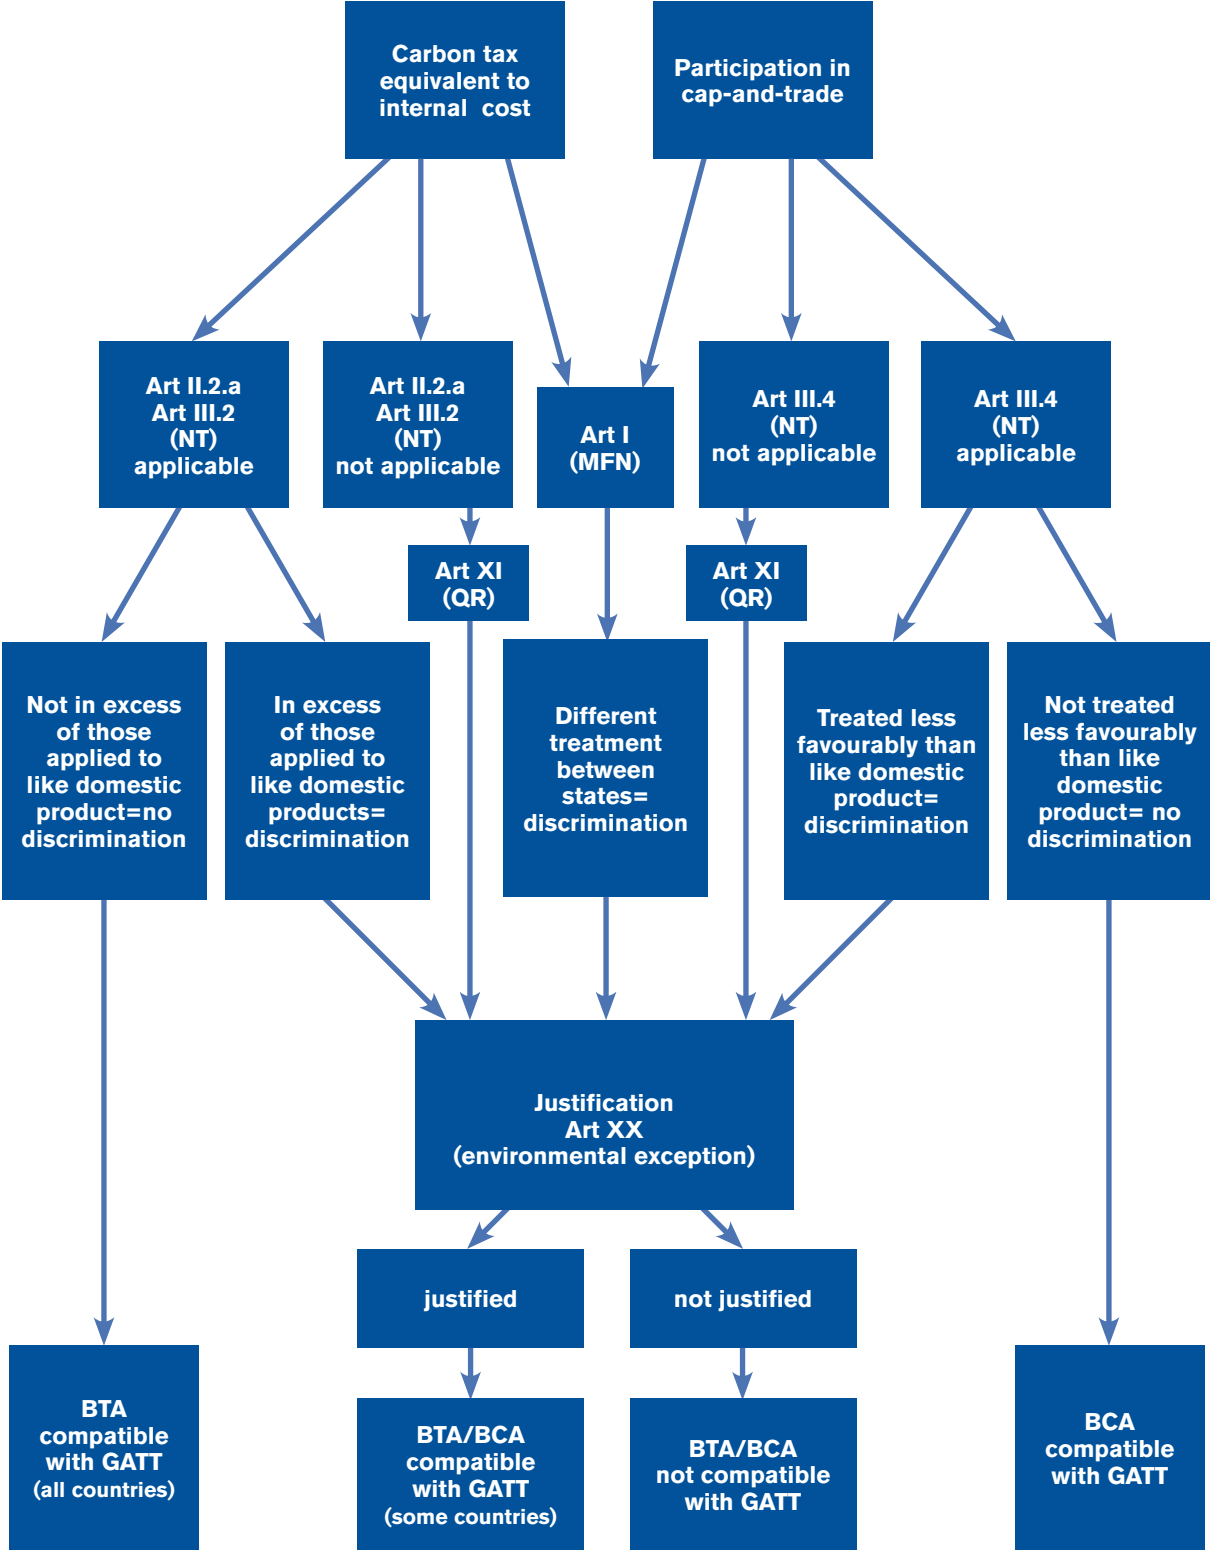 Carbon tax
equivalent to
internal cost
Participation in
cap-and-trade
Art II.2.a
Art III.2
(NT)
applicable
Art II.2.a
Art III.2
(NT)
not applicable
Art I
(MFN)
Art III.4
(NT)
not applicable
Art III.4
(NT)
applicable
Art XI
(QR)
Art XI
(QR)
Not in excess
of those
applied to
like domestic
product=no
discrimination
In excess
of those
applied to
like domestic
products=
discrimination
Different
treatment
between
states=
discrimination
Treated less
favourably than
like domestic
product=
discrimination
Not treated
less favourably
than like
domestic
product= no
discrimination
Justification
Art XX
(environmental exception)
justified
not justified
BTA
compatible
with GATT
(all countries)
BTA/BCA
compatible
with GATT
(some countries)
BTA/BCA
not compatible
with GATT
BCA
compatible
with GATT